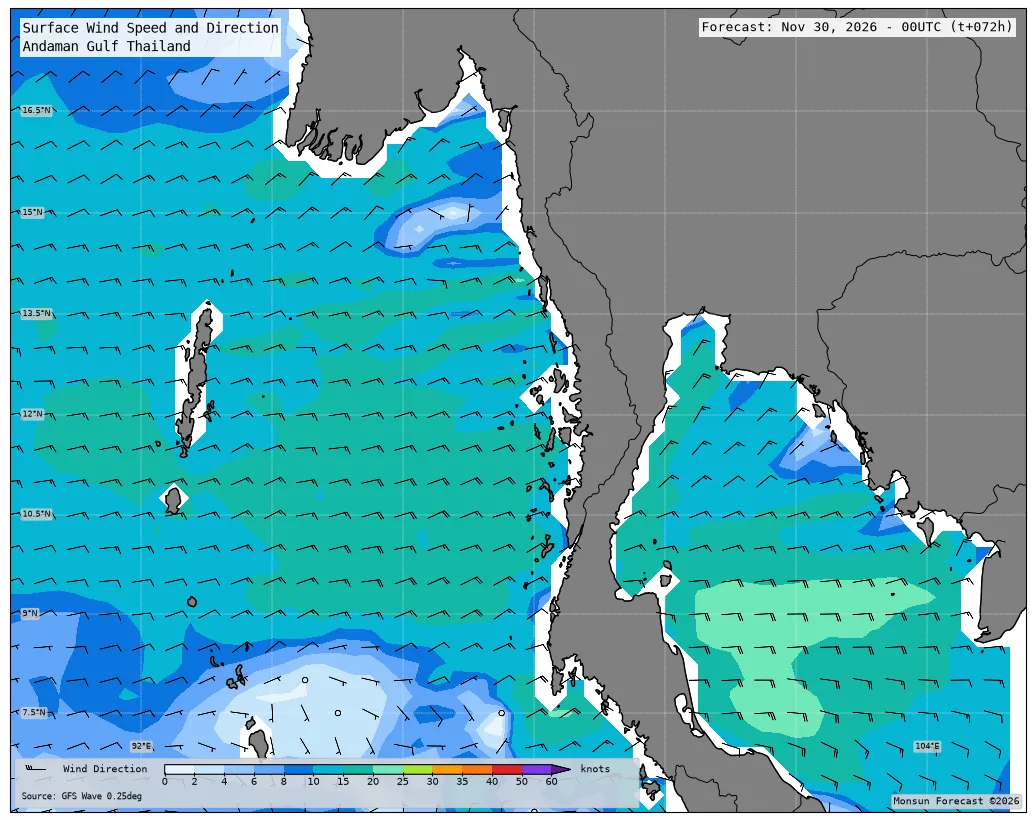 Surface Wind Speed and Direction
Andaman Gulf Thailand
Forecast: Nov 30, 2026 - 00UTC (t+072h)
16.5°N
15°N
13.5°N
12°N
10.5°N
9°N
7.5°N
92°E
104°E
Wind Direction
0 2 4 6 8 10 15 20 25 30 35 40 45 50 60
knots
Source: GFS Wave 0.25deg
Monsun Forecast ©2026